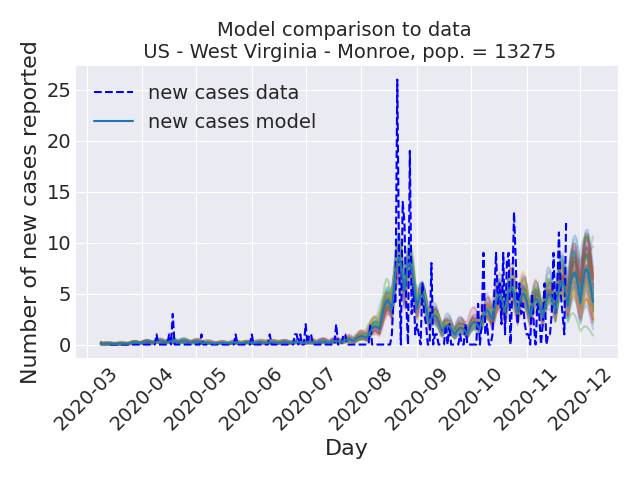 Model comparison to data
US - West Virginia - Monroe, pop. = 13275
Number of new cases reported
25
20
15
10
5
0
new cases data
new cases model
2020-03
2020-04
2020-05
2020-06
2020-07
2020-08
2020-09
2020-10
2020-11
2020-12
Day